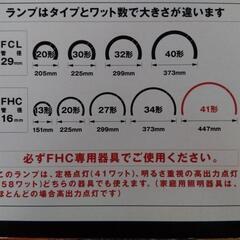 ランプはタイプとワット数で大きさが違います
FCL 管径 29mm
20形 30形 32形 40形
205mm 225mm 299mm 373mm
FHC 管径 16mm
13形 20形 27形 34形 41形
151mm 225mm 299mm 373mm 447mm
必ずFHC専用器具でご使用ください。
このランプは、定格点灯(41ワット)、明るさ重視の高出力点灯
(58ワット)どちらの器具でも使えます。(家庭用照明器具は、
ほとんどの場合高出力点灯)